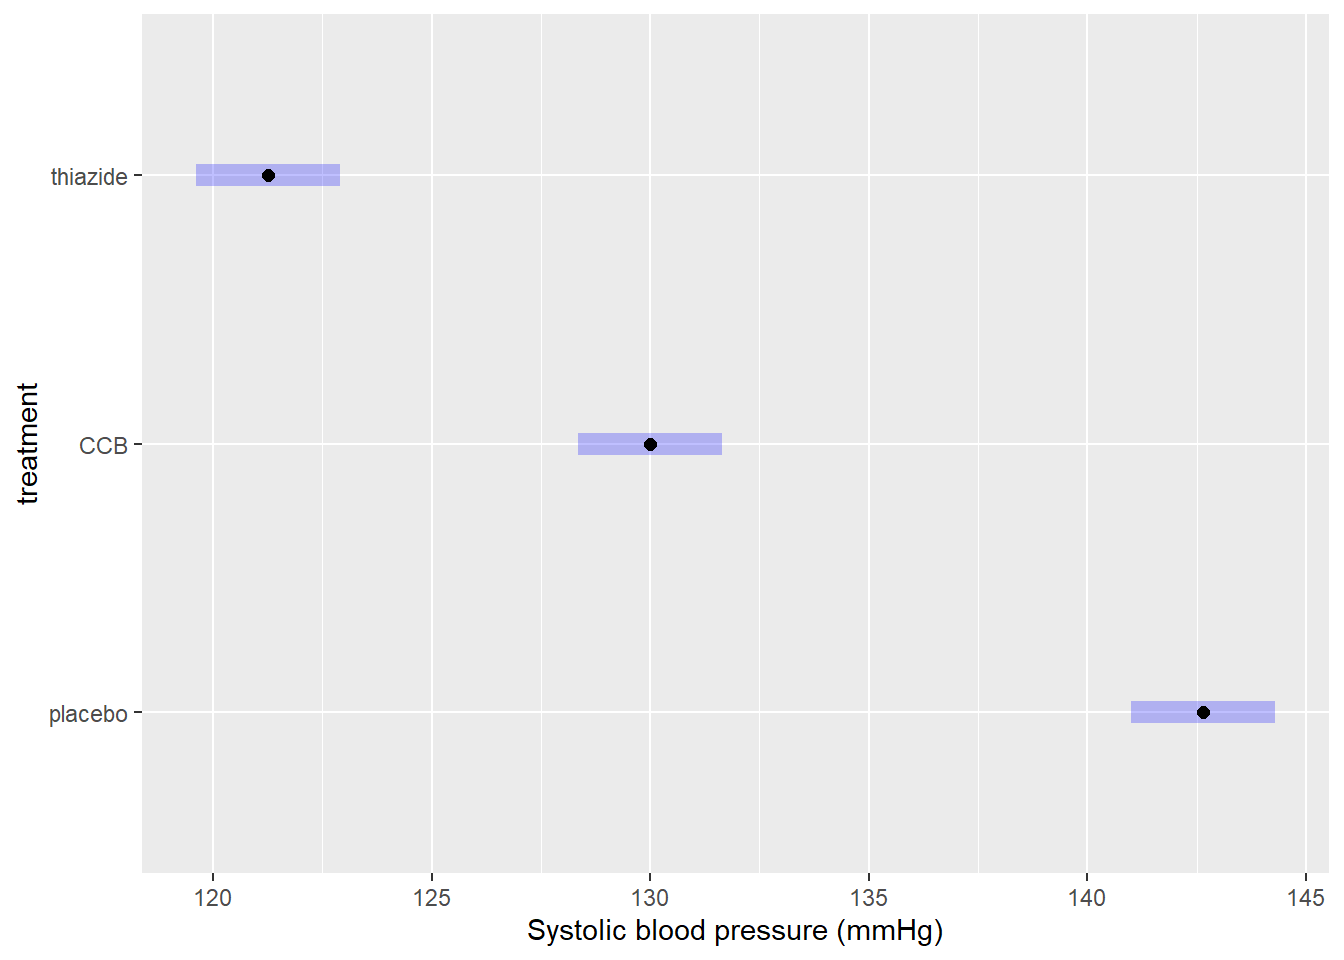 treatment
thiazide
CCB
placebo
120 125 130 135 140 145
Systolic blood pressure (mmHg)